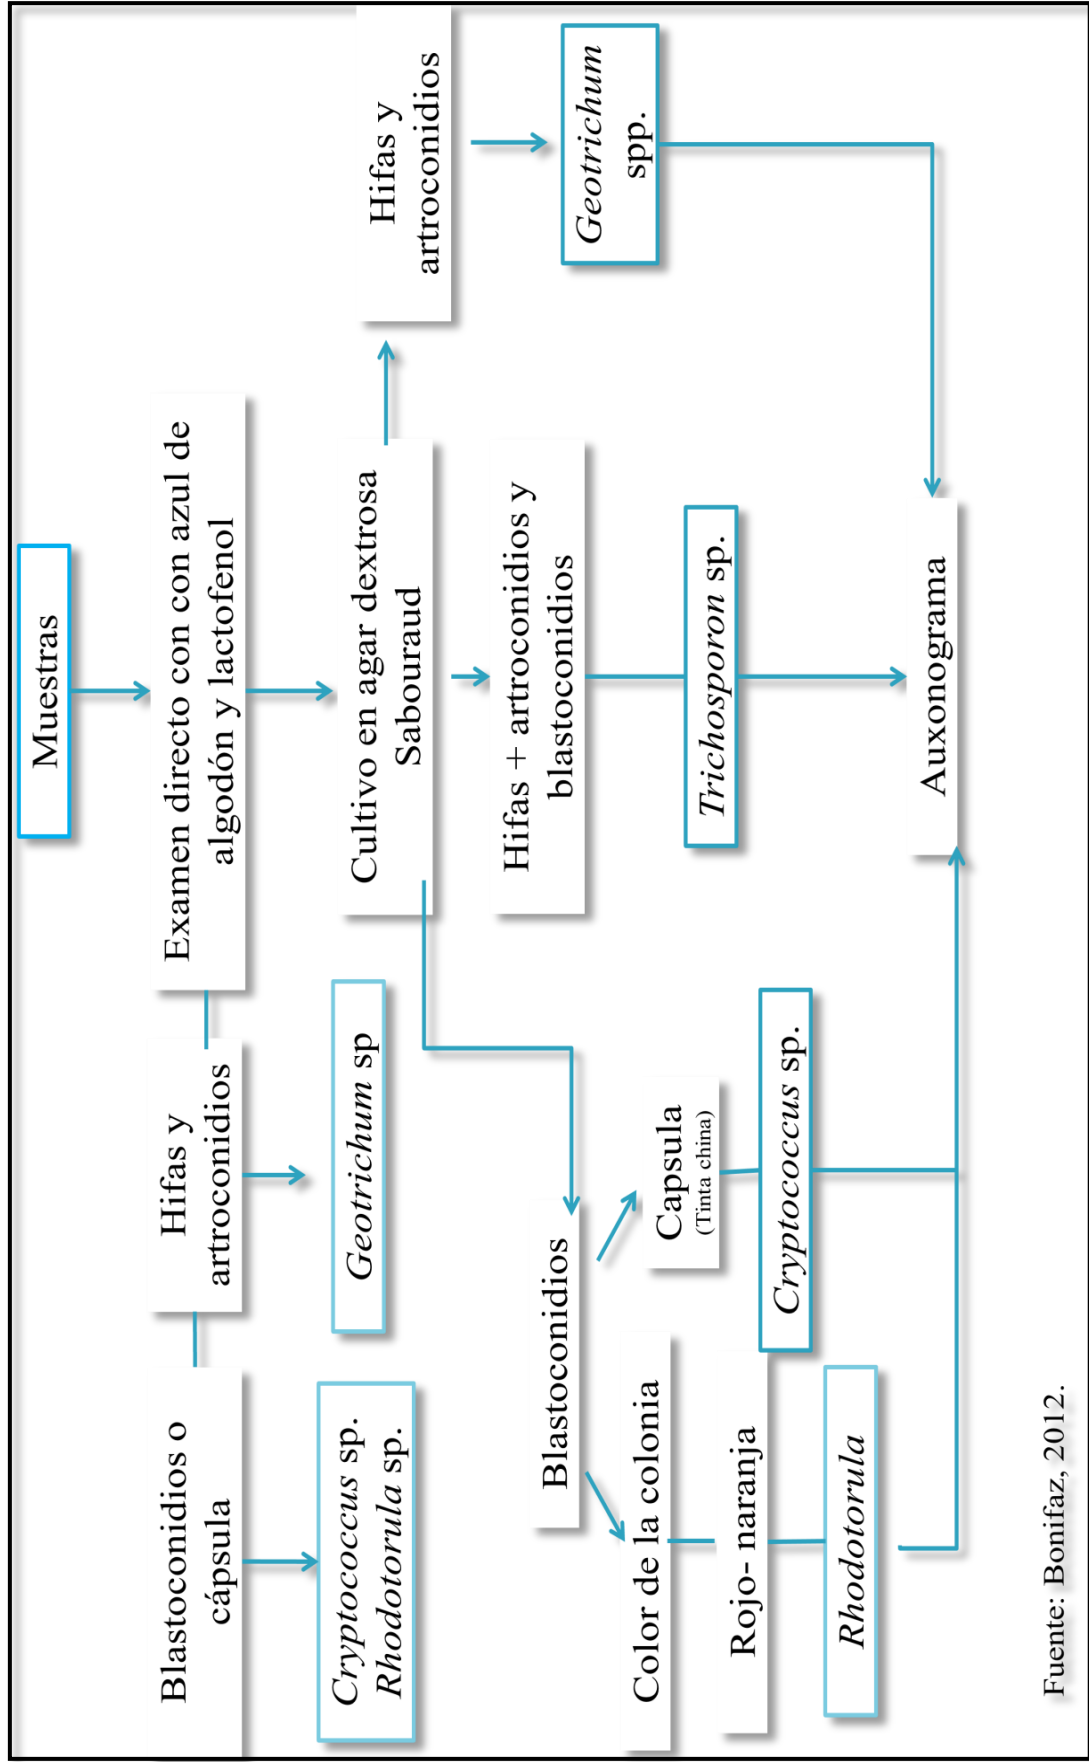 Muestras
Examen directo con con azul de
algodón y lactofenol
Blastoconidios o
cápsula
Hifas y
artroconidios
Cryptococcus sp.
Rhodotorula sp.
Geotrichum sp
Cultivo en agar dextrosa
Sabouraud
Hifas y
artroconidios
Hifas + artroconidios y
blastoconidios
Geotrichum
spp.
Blastoconidios
Color de la colonia
Capsula
(Tinta china)
Trichosporon sp.
Rojo- naranja
Cryptococcus sp.
Rhodotorula
Auxonograma
Fuente: Bonifaz, 2012.